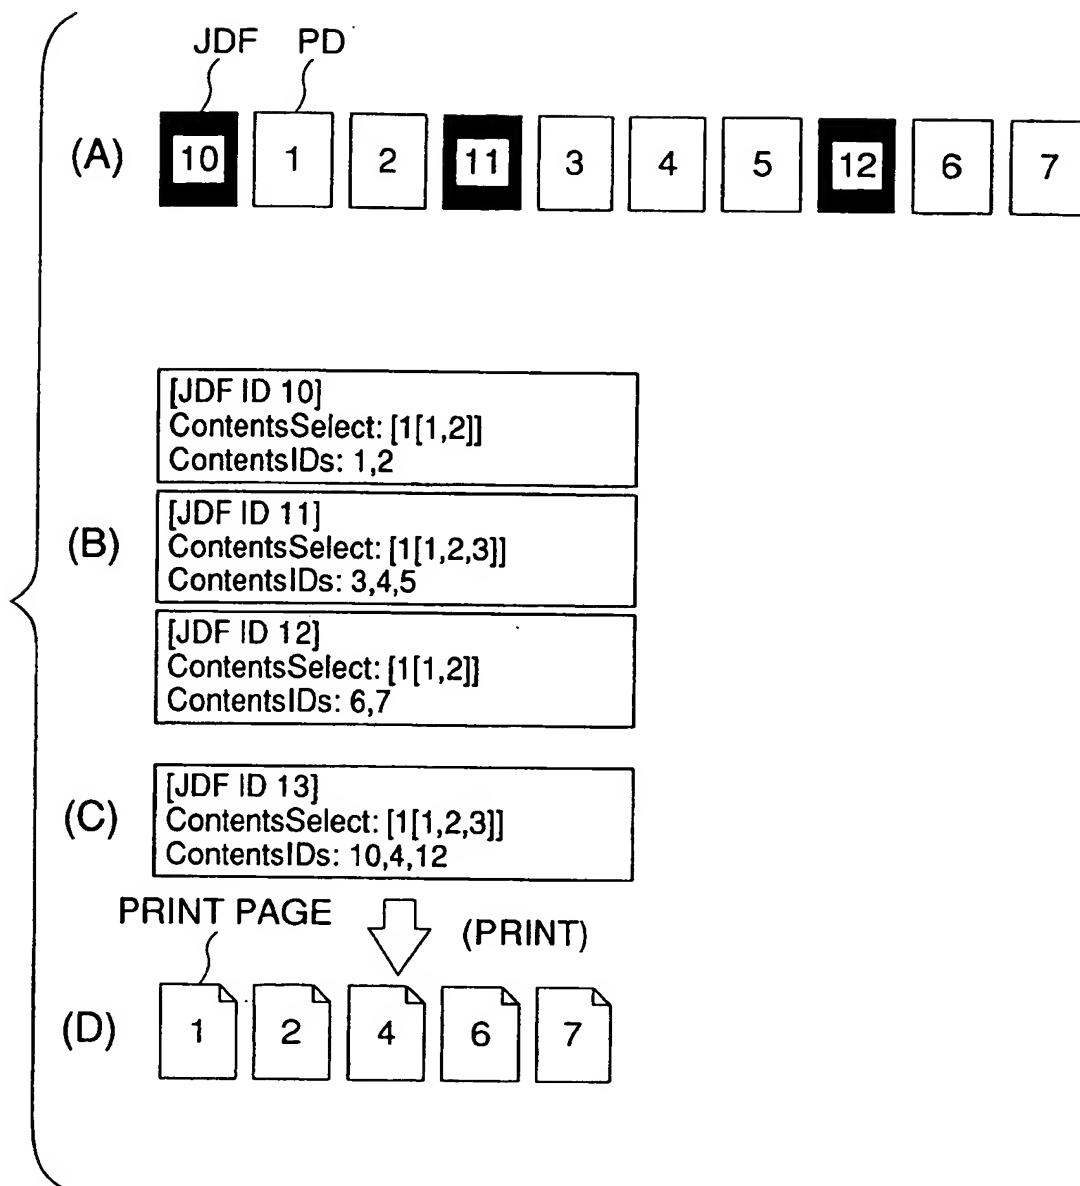 JDF PD
(A) 10 1 2 11 3 4 5 12 6 7
[JDF ID 10]
ContentsSelect: [1[1,2]]
ContentsIDs: 1,2
(B)
[JDF ID 11]
ContentsSelect: [1[1,2,3]]
ContentsIDs: 3,4,5
[JDF ID 12]
ContentsSelect: [1[1,2]]
ContentsIDs: 6,7
(C)
[JDF ID 13]
ContentsSelect: [1[1,2,3]]
ContentsIDs: 10,4,12
PRINT PAGE
(PRINT)
(D) 1 2 4 6 7